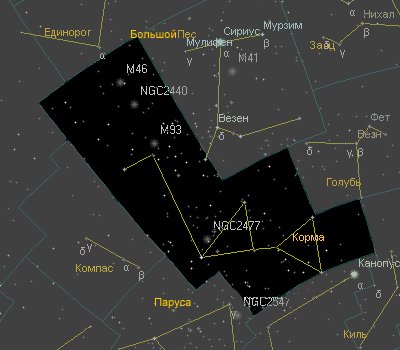 α Нихал
Мурзим
Единорог
БольшойПес
Сириус
β
β
Мулифен
Заяц
α
γ
α
γ
M46
M41
NGC2440
Везен
Фет
M93
δ
Везн
δ
γ
β
Голубь
NGC2477
Корма
γ
δ
Компас
α
β
Канопус
α
δ
Паруса
NGC2547
γ
Киль